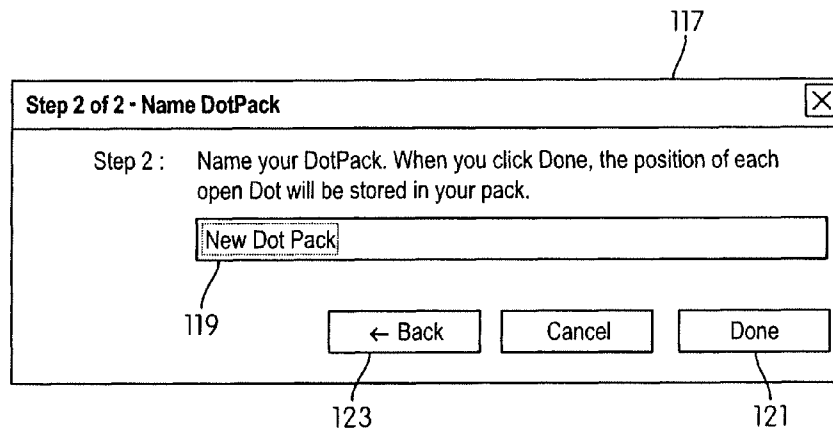 117
Step 2 of 2 - Name DotPack
Step 2 : Name your DotPack. When you click Done, the position of each
open Dot will be stored in your pack.
New Dot Pack
119
← Back Cancel Done
123 121